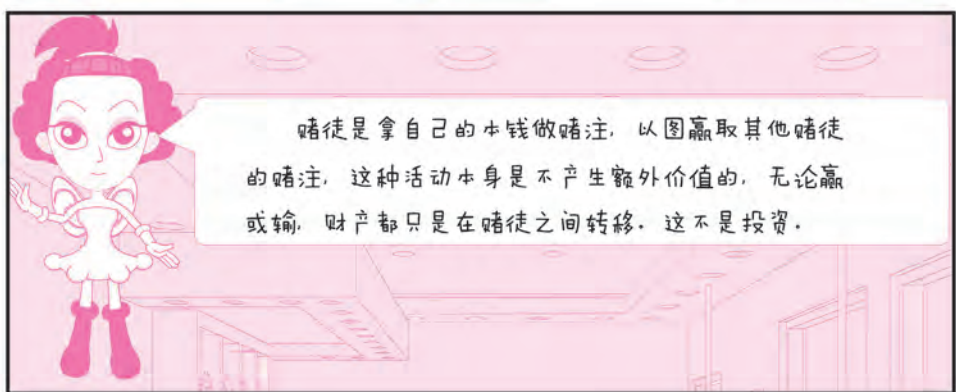 赌徒是拿自己的本钱做赌注，以图赢取其他赌徒
的赌注，这种活动本身是不产生额外价值的，无论赢
或输，财产都只是在赌徒之间转移．这不是投资．